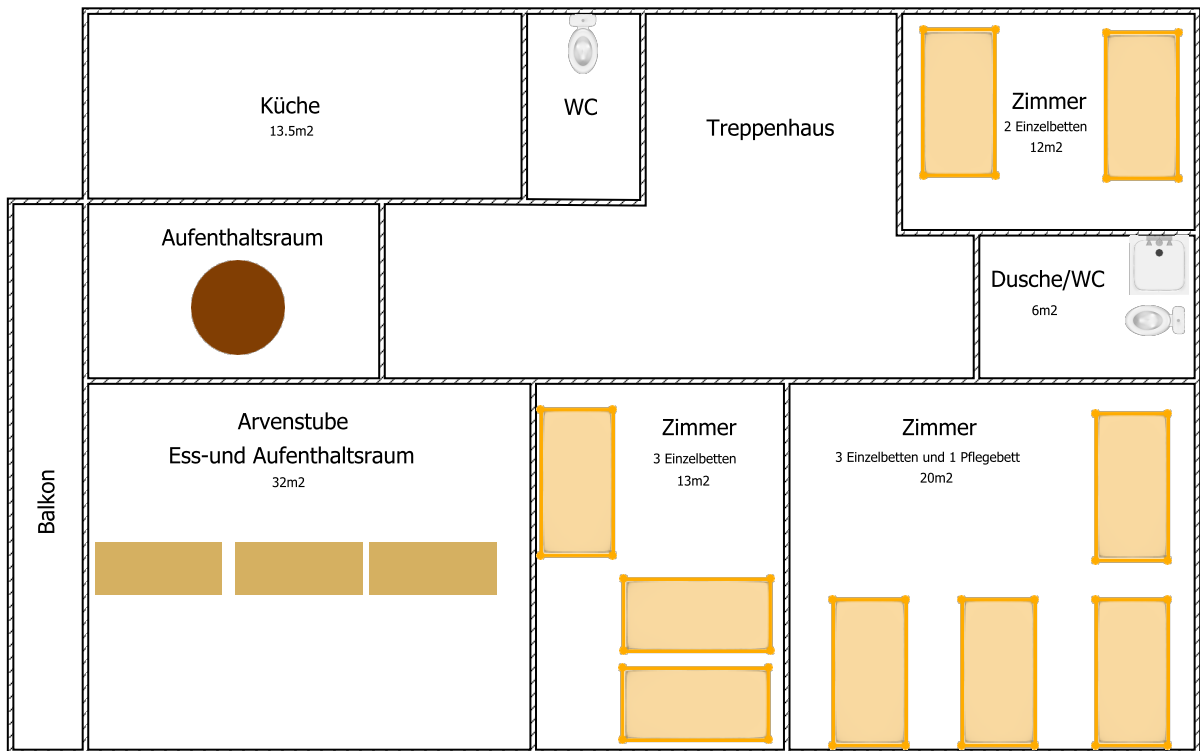 Küche
13.5m2
WC
Treppenhaus
Zimmer
2 Einzelbetten
12m2
Aufenthaltsraum
Dusche/WC
6m2
Balkon
Arvenstube
Ess-und Aufenthaltsraum
32m2
Zimmer
3 Einzelbetten
13m2
Zimmer
3 Einzelbetten und 1 Pflegebett
20m2